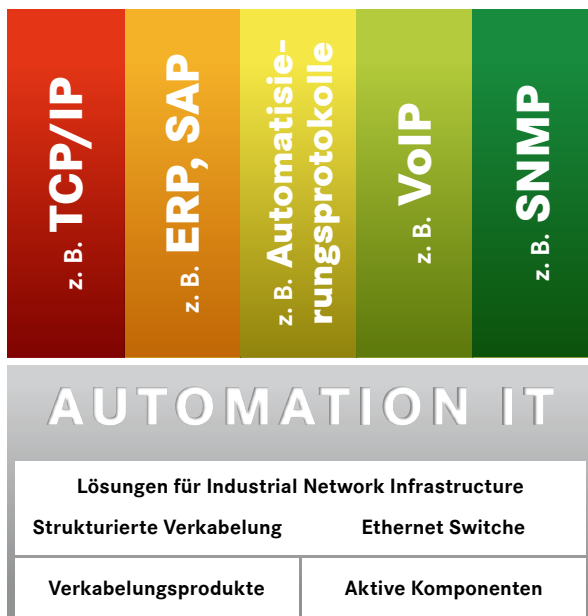 z. B. TCP/IP
z. B. ERP, SAP
z. B. Automatisie-
rungsprotokolle
z. B. VoIP
z. B. SNMP
AUTOMATION IT
Lösungen für Industrial Network Infrastructure
Strukturierte Verkabelung
Ethernet Switche
Verkabelungsprodukte
Aktive Komponenten